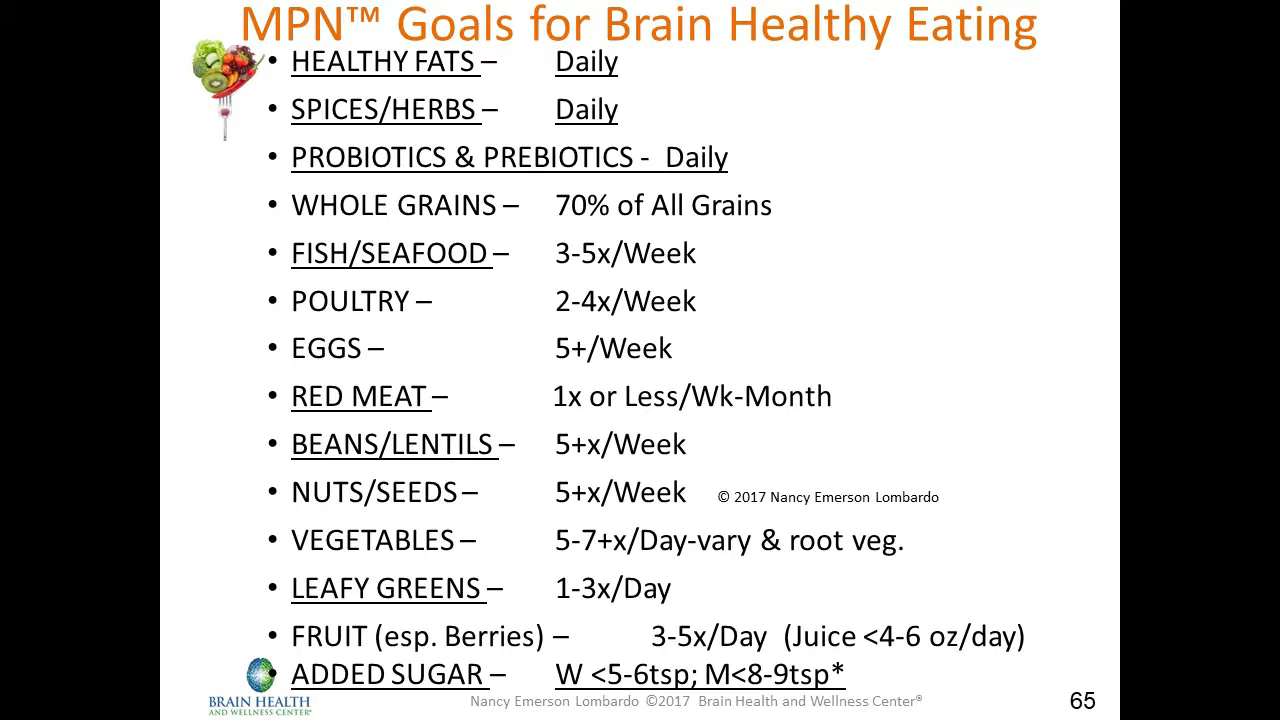 MPN™ Goals for Brain Healthy Eating
• HEALTHY FATS – Daily
• SPICES/HERBS – Daily
• PROBIOTICS & PREBIOTICS - Daily
• WHOLE GRAINS – 70% of All Grains
• FISH/SEAFOOD – 3-5x/Week
• POULTRY – 2-4x/Week
• EGGS – 5+/Week
• RED MEAT – 1x or Less/Wk-Month
• BEANS/LENTILS – 5+x/Week
• NUTS/SEEDS – 5+x/Week © 2017 Nancy Emerson Lombardo
• VEGETABLES – 5-7+x/Day-vary & root veg.
• LEAFY GREENS – 1-3x/Day
• FRUIT (esp. Berries) – 3-5x/Day (Juice <4-6 oz/day)
• ADDED SUGAR – W <5-6tsp; M<8-9tsp*
BRAIN HEALTH
AND WELLNESS CENTER®
Nancy Emerson Lombardo ©2017 Brain Health and Wellness Center®
65